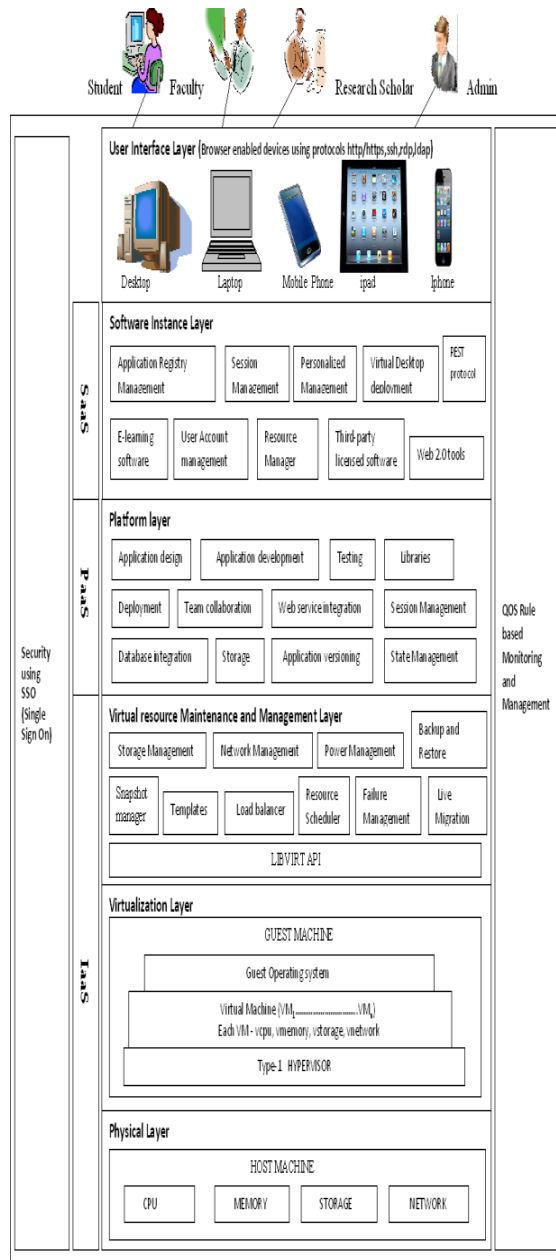 Student
Faculty
Research Scholar
Admin
User Interface Layer (Browser enabled devices using protocols http/https,ssh,rdp,ldap)
Desktop
Laptop
Mobile Phone
ipad
Iphone
SaaS
Software Instance Layer
Application Registry
Management
Session
Management
Personalized
Management
Virtual Desktop
deployment
REST
protocol
E-learning
software
User Account
management
Resource
Manager
Third-party
licensed software
Web 2.0 tools
PaaS
Platform layer
Application design
Application development
Testing
Libraries
Deployment
Team collaboration
Web service integration
Session Management
Database integration
Storage
Application versioning
State Management
Security
using
SSO
(Single
Sign On)
QOS Rule
based
Monitoring
and
Management
IaaS
Virtual resource Maintenance and Management Layer
Storage Management
Network Management
Power Management
Backup and
Restore
Snapshot
manager
Templates
Load balancer
Resource
Scheduler
Failure
Management
Live
Migration
LIBVIRT API
Virtualization Layer
GUEST MACHINE
Guest Operating system
Virtual Machine (VM1..............................VMn)
Each VM - vcpu, vmemory, vstorage, vnetwork
Type-1 HYPERVISOR
Physical Layer
HOST MACHINE
CPU
MEMORY
STORAGE
NETWORK